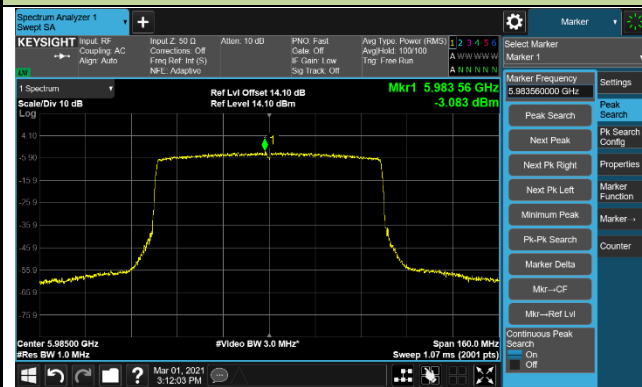 Spectrum Analyzer 1
Swept SA
+
Marker
KEYSIGHT
Input: RF
Coupling: AC
Align: Auto
Input Z: 50 Ω
Corrections: Off
Freq Ref: Int (S)
NFE: Adaptive
Atten: 10 dB
PNO: Fast
Gate: Off
IF Gain: Low
Sig Track: Off
Avg Type: Power (RMS)
Avg|Hold: 100/100
Trig: Free Run
1 2 3 4 5 6
A W W W W W
A N N N N N
LXI
Select Marker
Marker 1
1 Spectrum
Scale/Div 10 dB
Log
Ref Lvl Offset 14.10 dB
Ref Level 14.10 dBm
Mkr1 5.983 56 GHz
-3.083 dBm
4.10
-5.90
-15.9
-25.9
-35.9
-45.9
-55.9
-65.9
-75.9
1
Center 5.98500 GHz
#Res BW 1.0 MHz
#Video BW 3.0 MHz*
Span 160.0 MHz
Sweep 1.07 ms (2001 pts)
Marker Frequency
5.983560000 GHz
Peak Search
Next Peak
Next Pk Right
Next Pk Left
Minimum Peak
Pk-Pk Search
Marker Delta
Mkr→CF
Mkr→Ref Lvl
Continuous Peak
Search
On
Off
Settings
Peak
Search
Pk Search
Config
Properties
Marker
Function
Marker→
Counter
?
Mar 01, 2021
3:12:03 PM